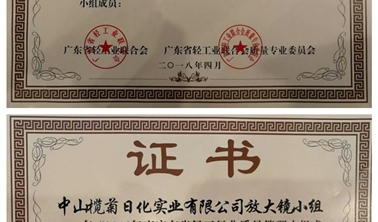 小组成员：
广东省轻工业联合会 广东省轻工业联合会质量专业委员会
二〇一八年四月
证书
中山榄菊日化实业有限公司放大镜小组